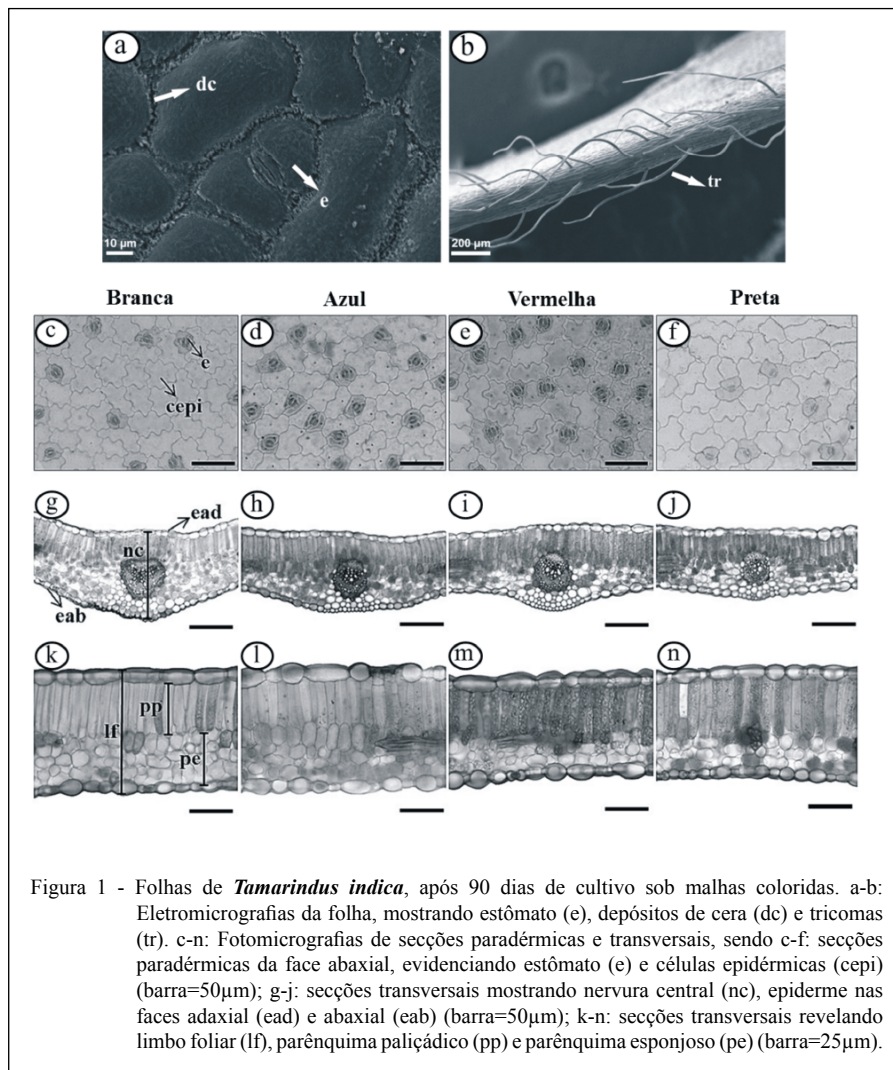 a
dc
e
10 µm
b
tr
200 µm
Branca
Azul
Vermelha
Preta
c
e
cepi
d
e
f
g
ead
nc
eab
h
i
j
k
lf
pp
pe
l
m
n
Figura 1 - Folhas de Tamarindus indica, após 90 dias de cultivo sob malhas coloridas. a-b:
Eletromicrografias da folha, mostrando estômato (e), depósitos de cera (dc) e tricomas
(tr). c-n: Fotomicrografias de secções paradérmicas e transversais, sendo c-f: secções
paradérmicas da face abaxial, evidenciando estômato (e) e células epidérmicas (cepi)
(barra=50µm); g-j: secções transversais mostrando nervura central (nc), epiderme nas
faces adaxial (ead) e abaxial (eab) (barra=50µm); k-n: secções transversais revelando
limbo foliar (lf), parênquima paliçádico (pp) e parênquima esponjoso (pe) (barra=25µm).